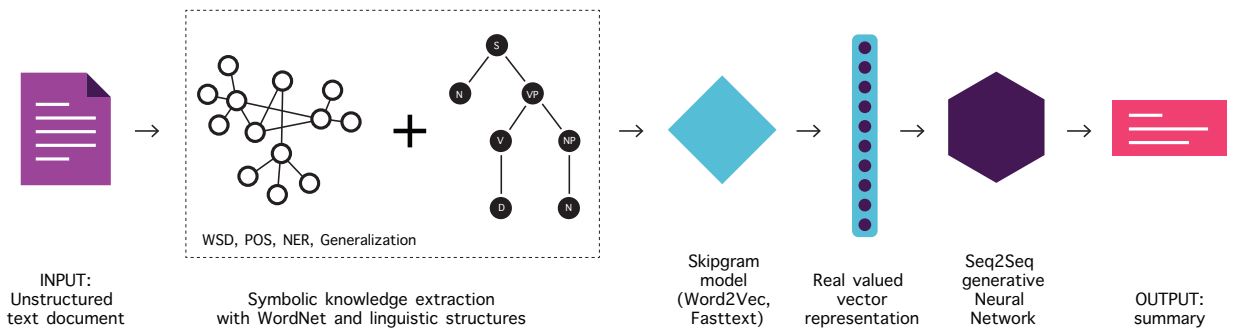 S
N
VP
V
NP
D
N
WSD, POS, NER, Generalization
INPUT:
Unstructured
text document
Symbolic knowledge extraction
with WordNet and linguistic structures
Skipgram
model
(Word2Vec,
Fasttext)
Real valued
vector
representation
Seq2Seq
generative
Neural
Network
OUTPUT:
summary